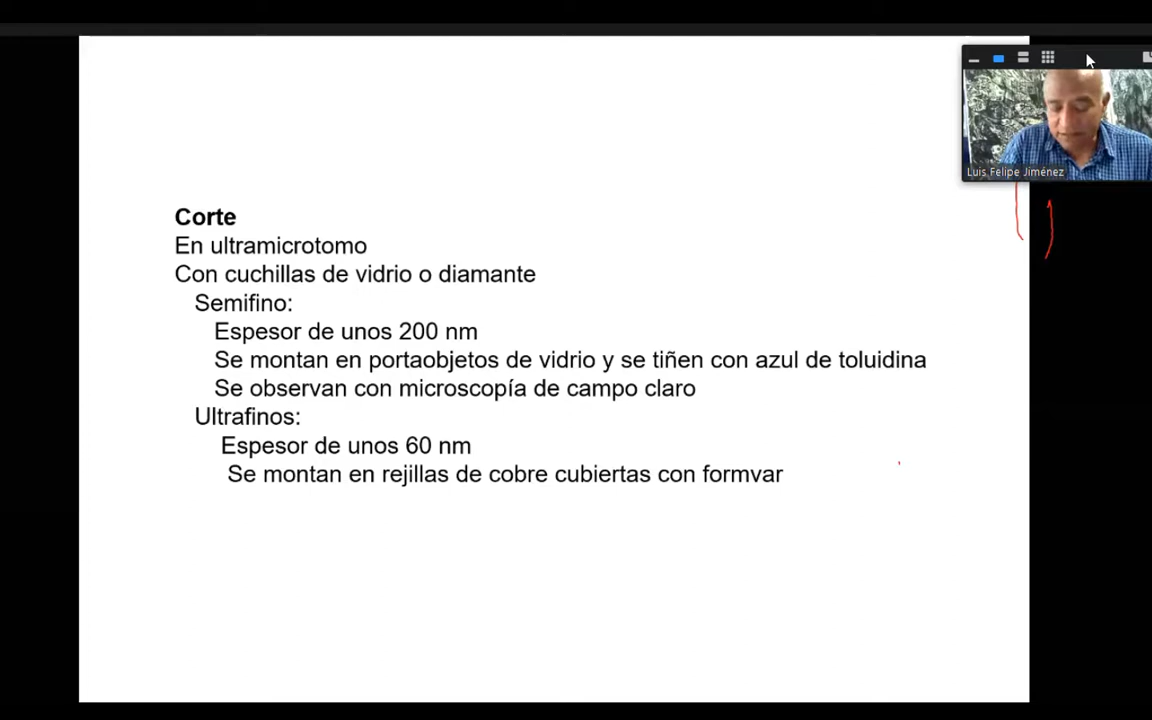 Luis Felipe Jiménez
Corte
En ultramicrotomo
Con cuchillas de vidrio o diamante
Semifino:
Espesor de unos 200 nm
Se montan en portaobjetos de vidrio y se tiñen con azul de toluidina
Se observan con microscopía de campo claro
Ultrafinos:
Espesor de unos 60 nm
Se montan en rejillas de cobre cubiertas con formvar